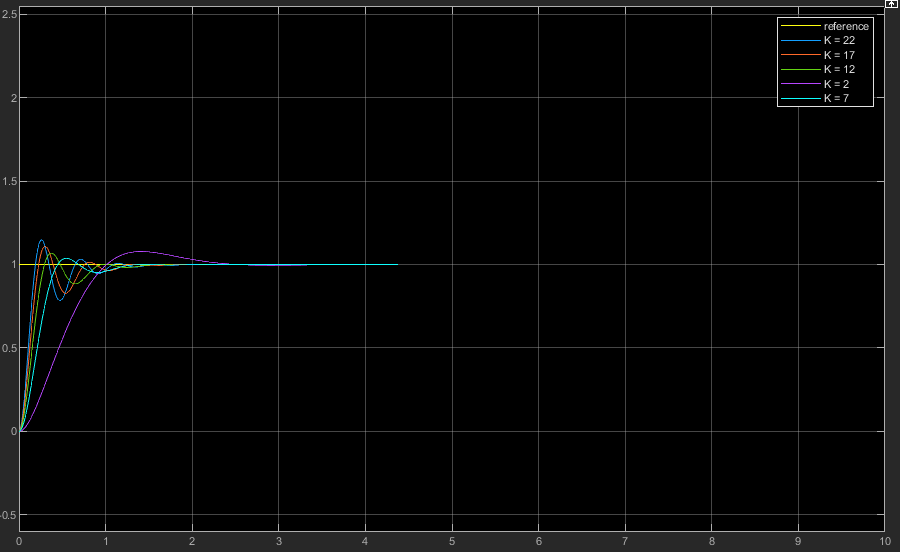 2.5
reference
K = 22
K = 17
K = 12
K = 2
K = 7
2
1.5
1
0.5
0
-0.5
0 1 2 3 4 5 6 7 8 9 10